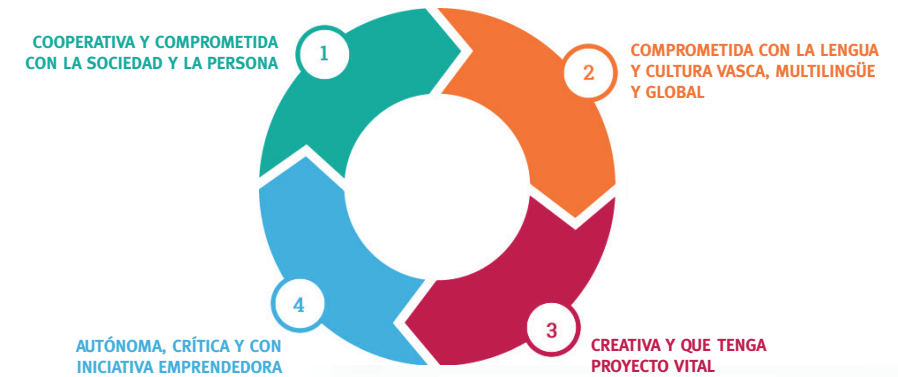 1
COOPERATIVA Y COMPROMETIDA
CON LA SOCIEDAD Y LA PERSONA
2
COMPROMETIDA CON LA LENGUA
Y CULTURA VASCA, MULTILINGÜE
Y GLOBAL
3
CREATIVA Y QUE TENGA
PROYECTO VITAL
4
AUTÓNOMA, CRÍTICA Y CON
INICIATIVA EMPRENDEDORA